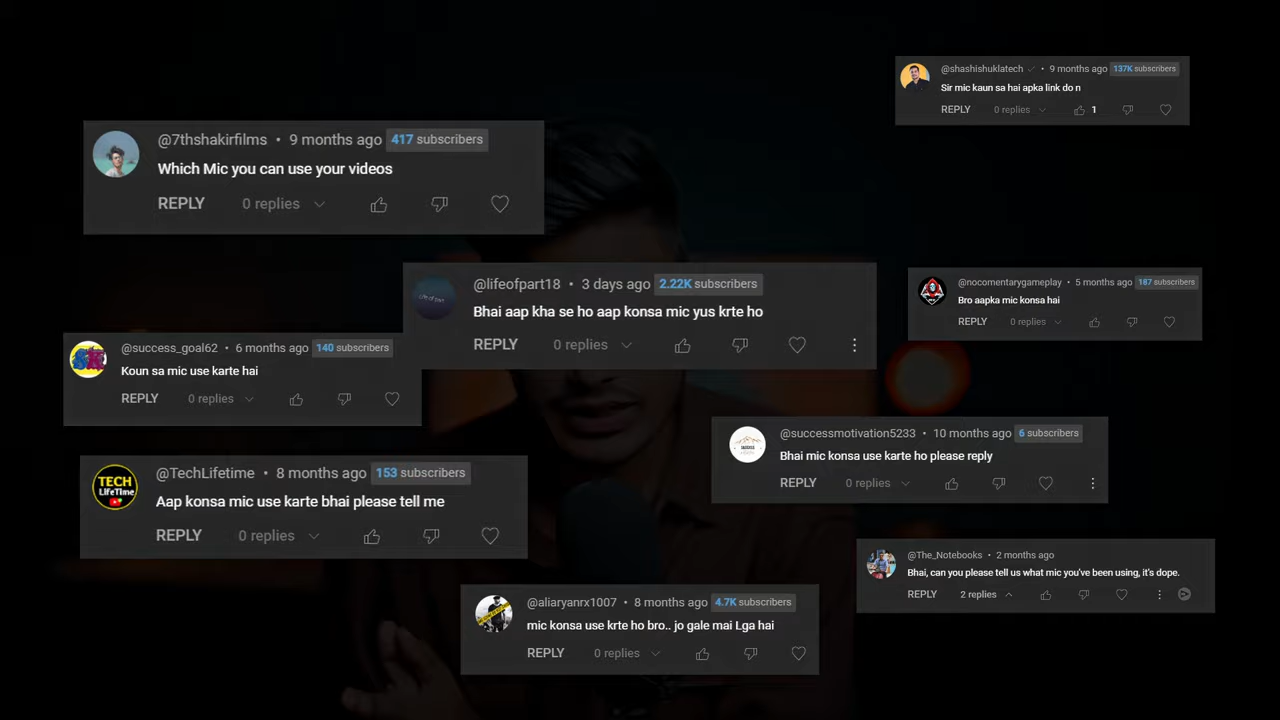 @shashishuklatech • 9 months ago 137K subscribers
Sir mic kaun sa hai apka link do n
REPLY 0 replies 1
@7thshakirfilms • 9 months ago 417 subscribers
Which Mic you can use your videos
REPLY 0 replies
@lifeofpart18 • 3 days ago 2.22K subscribers
Bhai aap kha se ho aap konsa mic yus krte ho
REPLY 0 replies
@nocomentarygameplay • 5 months ago 187 subscribers
Bro aapka mic konsa hai
REPLY 0 replies
@success_goal62 • 6 months ago 140 subscribers
Koun sa mic use karte hai
REPLY 0 replies
@successmotivation5233 • 10 months ago 6 subscribers
Bhai mic konsa use karte ho please reply
REPLY 0 replies
TECH
LifeTime
@TechLifetime • 8 months ago 153 subscribers
Aap konsa mic use karte bhai please tell me
REPLY 0 replies
@The_Notebooks • 2 months ago
Bhai, can you please tell us what mic you've been using, it's dope.
REPLY 2 replies
@aliaryanrx1007 • 8 months ago 4.7K subscribers
mic konsa use krte ho bro.. jo gale mai Lga hai
REPLY 0 replies